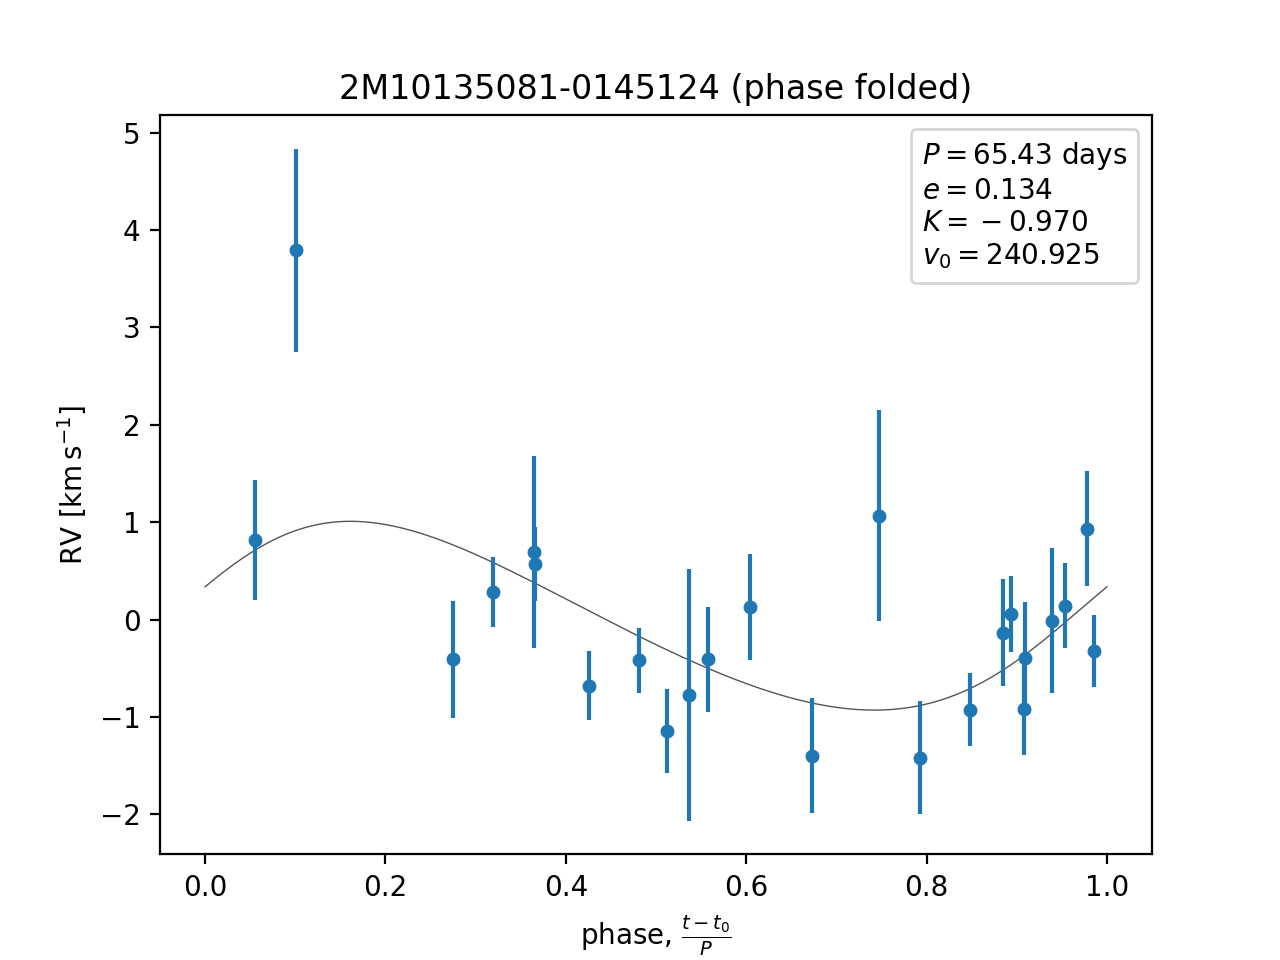 2M10135081-0145124 (phase folded)
P = 65.43 days
e = 0.134
K = −0.970
v₀ = 240.925
RV [km s⁻¹]
5
4
3
2
1
0
−1
−2
0.0 0.2 0.4 0.6 0.8 1.0
phase, (t − t₀)/P